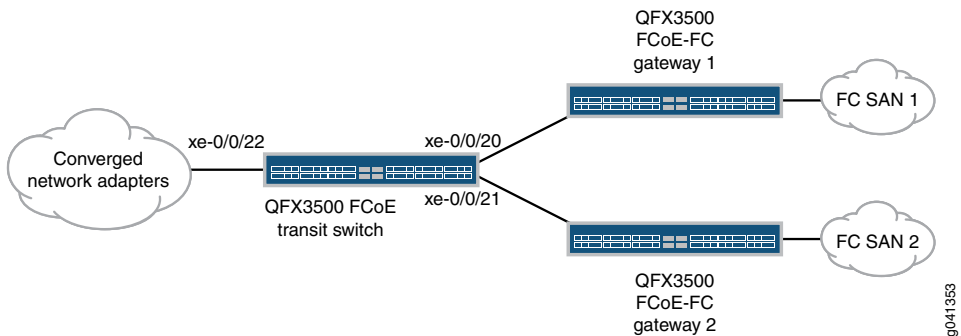 QFX3500
FCoE-FC
gateway 1
FC SAN 1
xe-0/0/22
xe-0/0/20
Converged
network adapters
xe-0/0/21
QFX3500 FCoE
transit switch
FC SAN 2
QFX3500
FCoE-FC
gateway 2
g041353